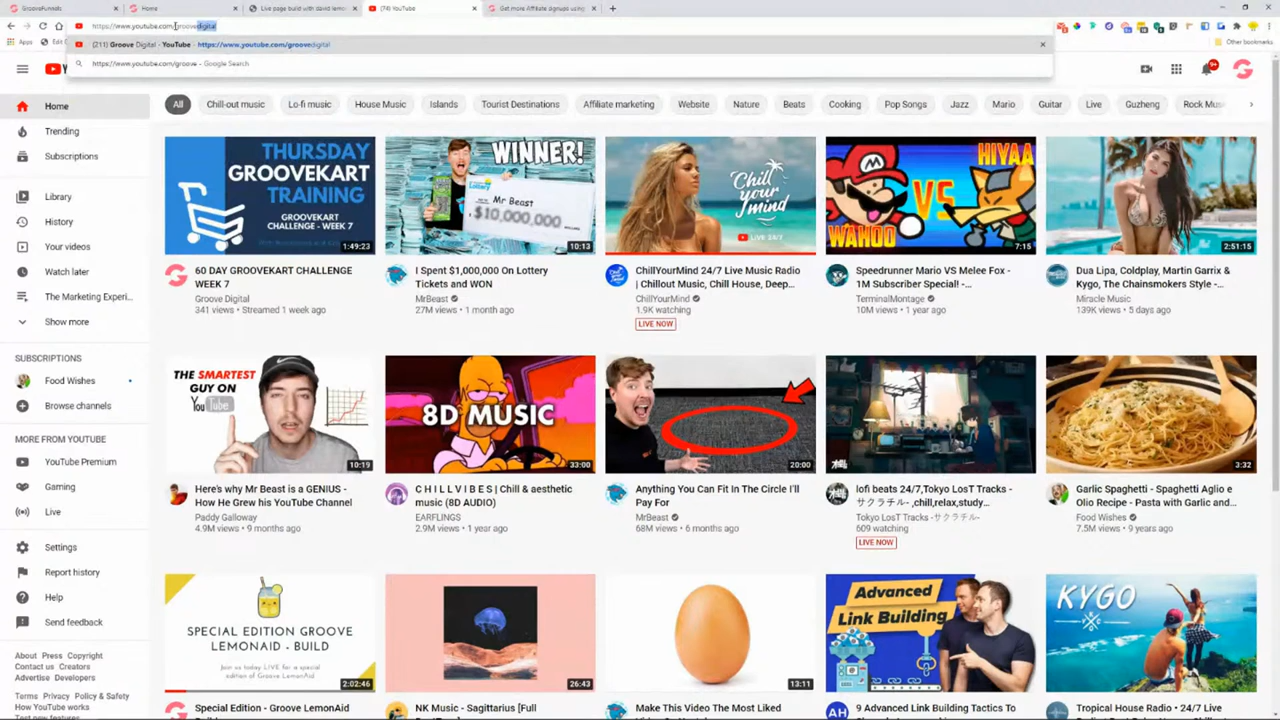 GrooveFunnels
Home
Live page build with david lemon
(74) YouTube
Get more Affiliate signups using
https://www.youtube.com/groovedigital
Apps
Other bookmarks
(211) Groove Digital - YouTube - https://www.youtube.com/groovedigital
https://www.youtube.com/groove - Google Search
9+
Home
Trending
Subscriptions
Library
History
Your videos
Watch later
The Marketing Experi...
Show more
SUBSCRIPTIONS
Food Wishes
Browse channels
MORE FROM YOUTUBE
YouTube Premium
Gaming
Live
Settings
Report history
Help
Send feedback
About Press Copyright
Contact us Creators
Advertise Developers
Terms Privacy Policy & Safety
How YouTube works
Test new features
All
Chill-out music
Lo-fi music
House Music
Islands
Tourist Destinations
Affiliate marketing
Website
Nature
Beats
Cooking
Pop Songs
Jazz
Mario
Guitar
Live
Guzheng
Rock Mus
THURSDAY
GROOVEKART
TRAINING
GROOVEKART
CHALLENGE - WEEK 7
1:49:23
60 DAY GROOVEKART CHALLENGE
WEEK 7
Groove Digital
341 views • Streamed 1 week ago
WINNER!
Mr Beast
$10,000,000
10:13
I Spent $1,000,000 On Lottery
Tickets and WON
MrBeast
27M views • 1 month ago
Chill
your
mind
LIVE 24/7
ChillYourMind 24/7 Live Music Radio
| Chillout Music, Chill House, Deep...
ChillYourMind
1.9K watching
LIVE NOW
HIYAA
VS
WAHOO
7:15
Speedrunner Mario VS Melee Fox -
1M Subscriber Special! -...
TerminalMontage
10M views • 1 year ago
2:51:15
Dua Lipa, Coldplay, Martin Garrix &
Kygo, The Chainsmokers Style -...
Miracle Music
139K views • 5 days ago
THE SMARTEST
GUY ON
YouTube
10:19
Here's why Mr Beast is a GENIUS -
How He Grew his YouTube Channel
Paddy Galloway
4.9M views • 9 months ago
8D MUSIC
33:00
C H I L L V I B E S | Chill & aesthetic
music (8D AUDIO)
EARFLINGS
2.9M views • 1 year ago
20:00
Anything You Can Fit In The Circle I'll
Pay For
MrBeast
68M views • 6 months ago
lofi beats 24/7,Tokyo LosT Tracks -
サクラチル-,chill,relax,study...
Tokyo LosT Tracks -サクラチル-
609 watching
LIVE NOW
3:32
Garlic Spaghetti - Spaghetti Aglio e
Olio Recipe - Pasta with Garlic and...
Food Wishes
7.5M views • 9 years ago
SPECIAL EDITION GROOVE
LEMONAID - BUILD
Join us today LIVE for a special
edition of Groove LemonAid
2:02:46
Special Edition - Groove LemonAid
26:43
NK Music - Sagittarius [Full
13:11
Make This Video The Most Liked
Advanced
Link Building
9 Advanced Link Building Tactics To
AH
KYGO
Tropical House Radio • 24/7 Live